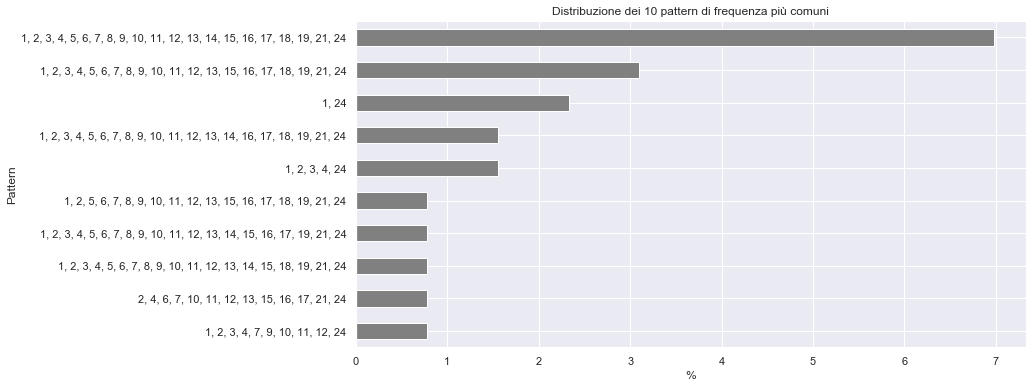 Distribuzione dei 10 pattern di frequenza più comuni
1, 2, 3, 4, 5, 6, 7, 8, 9, 10, 11, 12, 13, 14, 15, 16, 17, 18, 19, 21, 24
1, 2, 3, 4, 5, 6, 7, 8, 9, 10, 11, 12, 13, 15, 16, 17, 18, 19, 21, 24
1, 24
1, 2, 3, 4, 5, 6, 7, 8, 9, 10, 11, 12, 13, 14, 16, 17, 18, 19, 21, 24
1, 2, 3, 4, 24
Pattern
1, 2, 5, 6, 7, 8, 9, 10, 11, 12, 13, 15, 16, 17, 18, 19, 21, 24
1, 2, 3, 4, 5, 6, 7, 8, 9, 10, 11, 12, 13, 14, 15, 16, 17, 19, 21, 24
1, 2, 3, 4, 5, 6, 7, 8, 9, 10, 11, 12, 13, 14, 15, 18, 19, 21, 24
2, 4, 6, 7, 10, 11, 12, 13, 15, 16, 17, 21, 24
1, 2, 3, 4, 7, 9, 10, 11, 12, 24
0 1 2 3 4 5 6 7
%